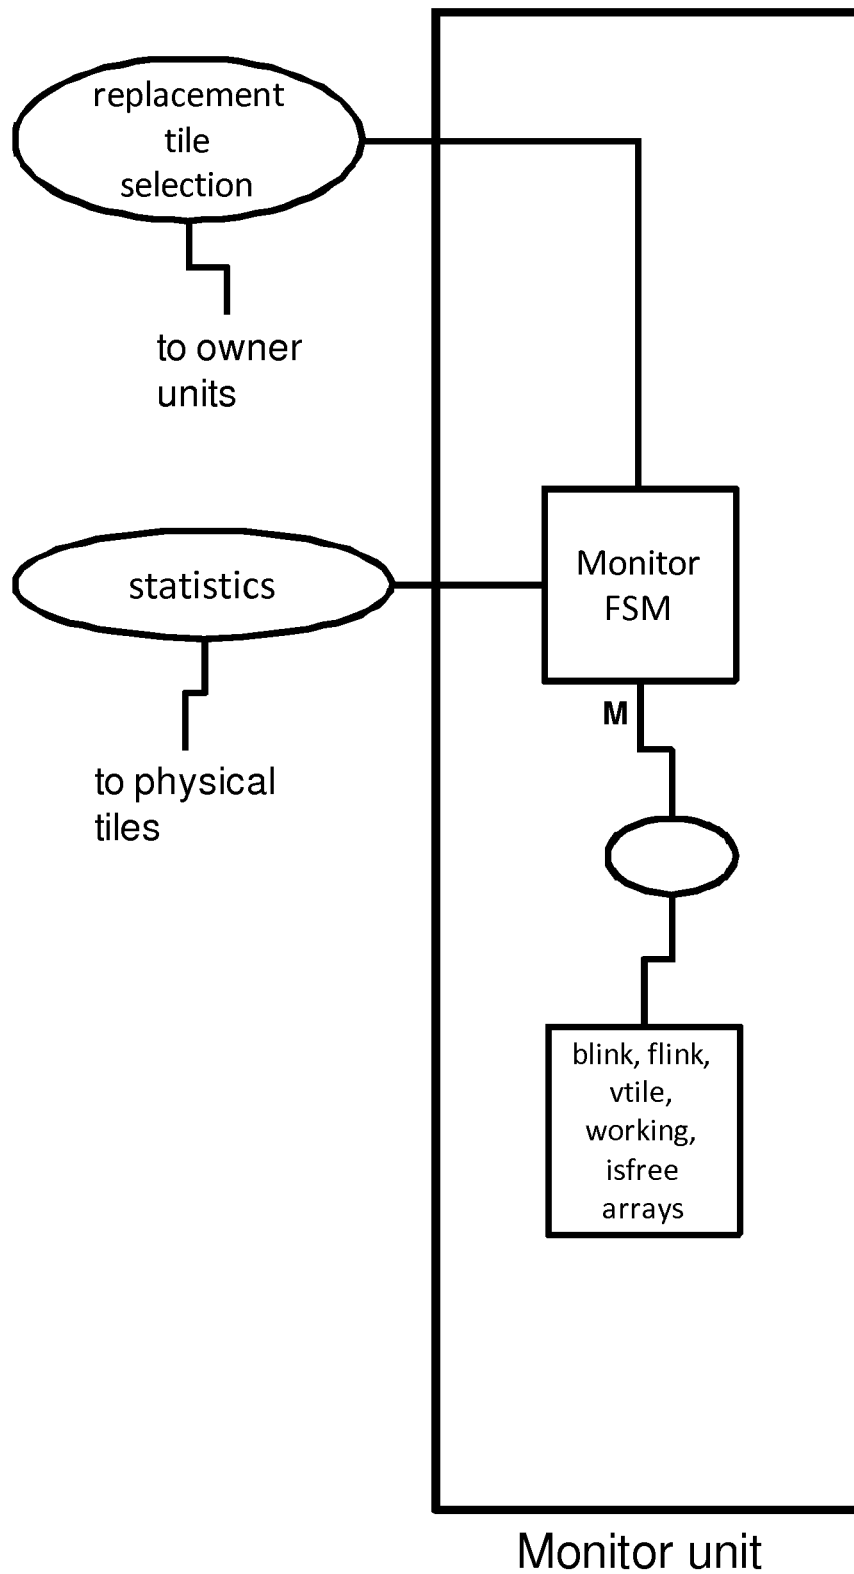 replacement
tile
selection
to owner
units
statistics
Monitor
FSM
M
to physical
tiles
blink, flink,
vtile,
working,
isfree
arrays
Monitor unit